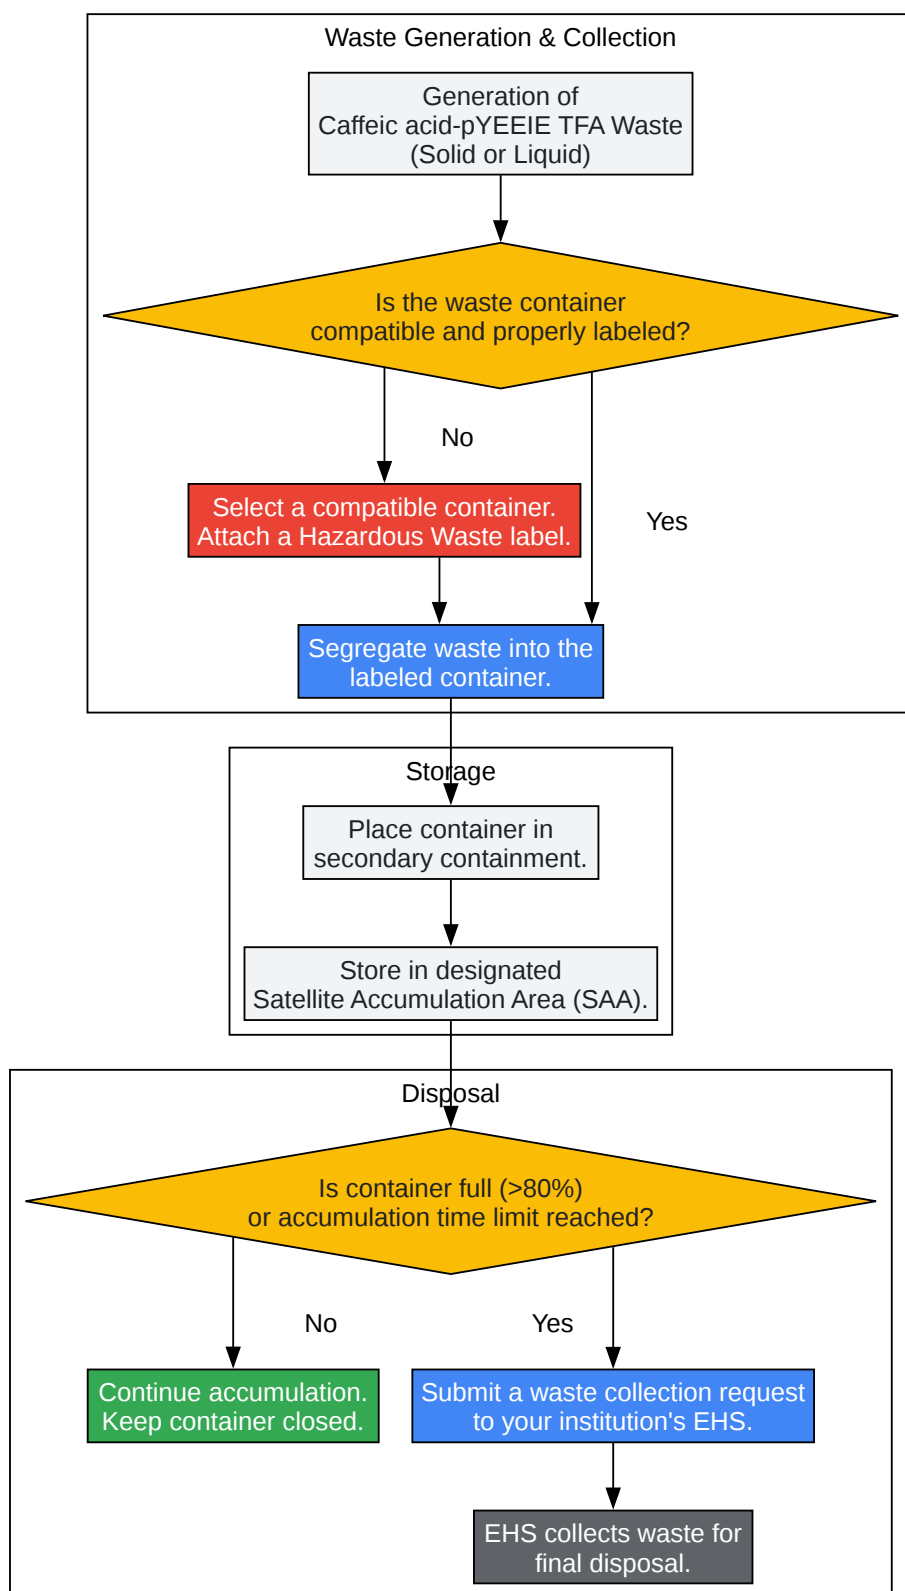 Waste Generation & Collection
Generation of
Caffeic acid-pYEEIE TFA Waste
(Solid or Liquid)
Is the waste container
compatible and properly labeled?
No
Select a compatible container.
Attach a Hazardous Waste label.
Yes
Segregate waste into the
labeled container.
Storage
Place container in
secondary containment.
Store in designated
Satellite Accumulation Area (SAA).
Disposal
Is container full (>80%)
or accumulation time limit reached?
No
Yes
Continue accumulation.
Keep container closed.
Submit a waste collection request
to your institution's EHS.
EHS collects waste for
final disposal.